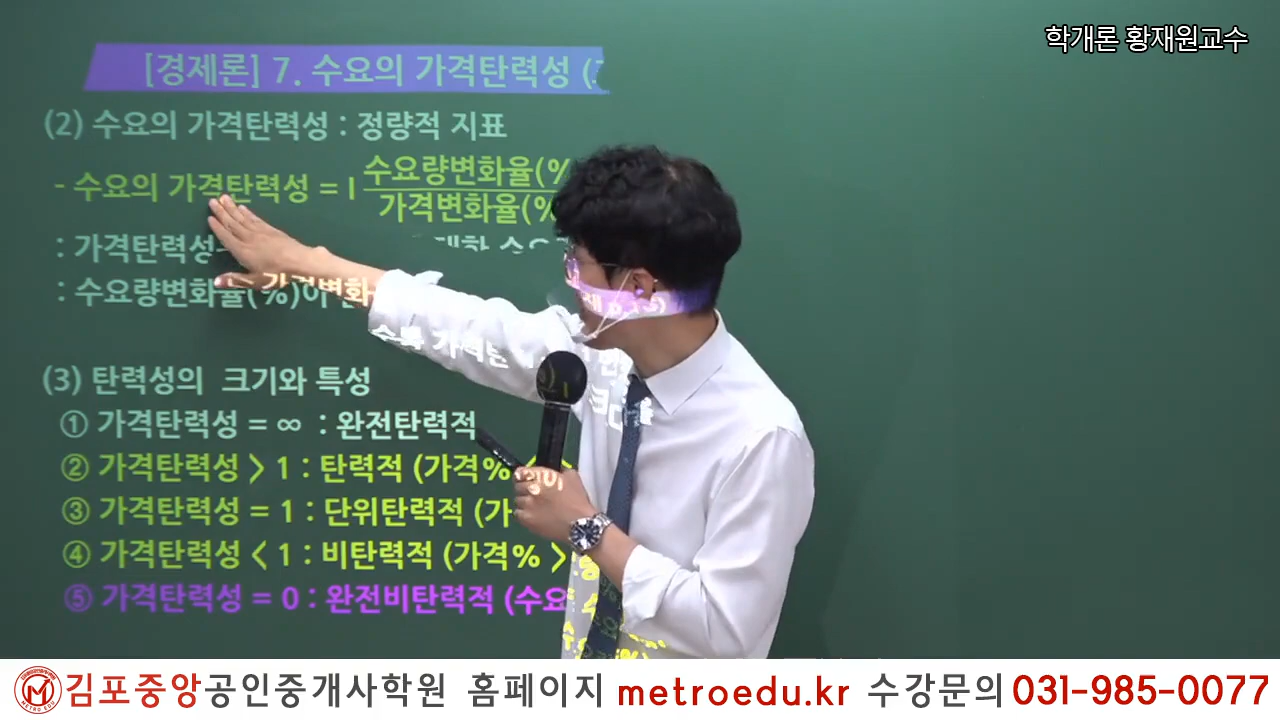 학개론 황재원교수
[경제론] 7. 수요의 가격탄력성 (
(2) 수요의 가격탄력성 : 정량적 지표
- 수요의 가격탄력성 = | 수요량변화율(%
가격변화율(%
: 가격탄력성
: 수요량변화율(%)이
(3) 탄력성의 크기와 특성
① 가격탄력성 = ∞ : 완전탄력적
② 가격탄력성 > 1 : 탄력적 (가격% <
③ 가격탄력성 = 1 : 단위탄력적 (가
④ 가격탄력성 < 1 : 비탄력적 (가격% >
⑤ 가격탄력성 = 0 : 완전비탄력적 (수요
김포중앙공인중개사학원 홈페이지 metroedu.kr 수강문의 031-985-0077
METRO EDU